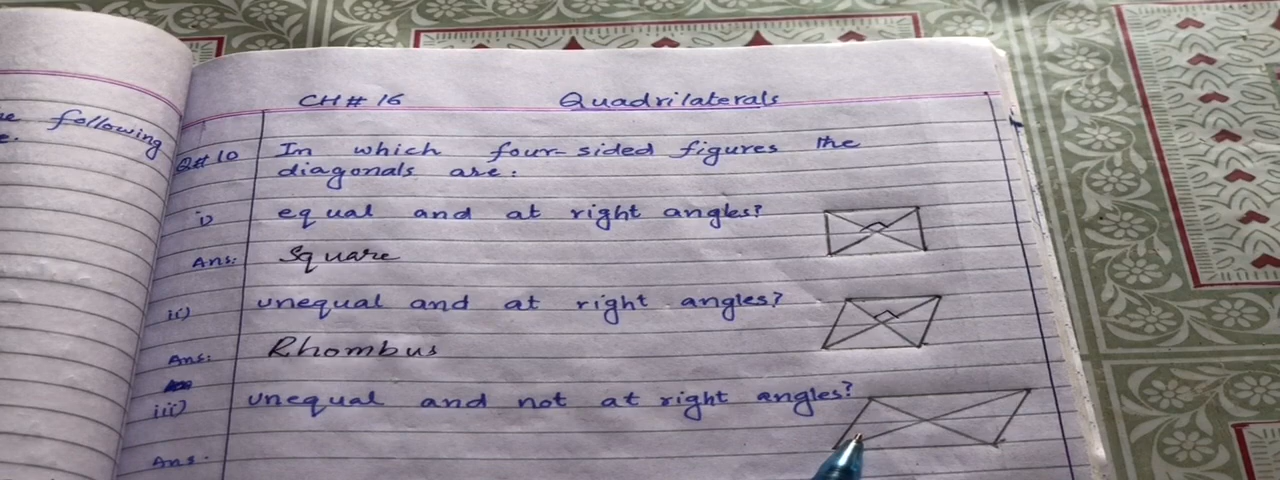 following
CH # 16 Quadrilaterals
Q# 10 In which four-sided figures the
diagonals are:
i) equal and at right angles?
Ans: Square
ii) unequal and at right angles?
Ans: Rhombus
iii) unequal and not at right angles?
Ans.